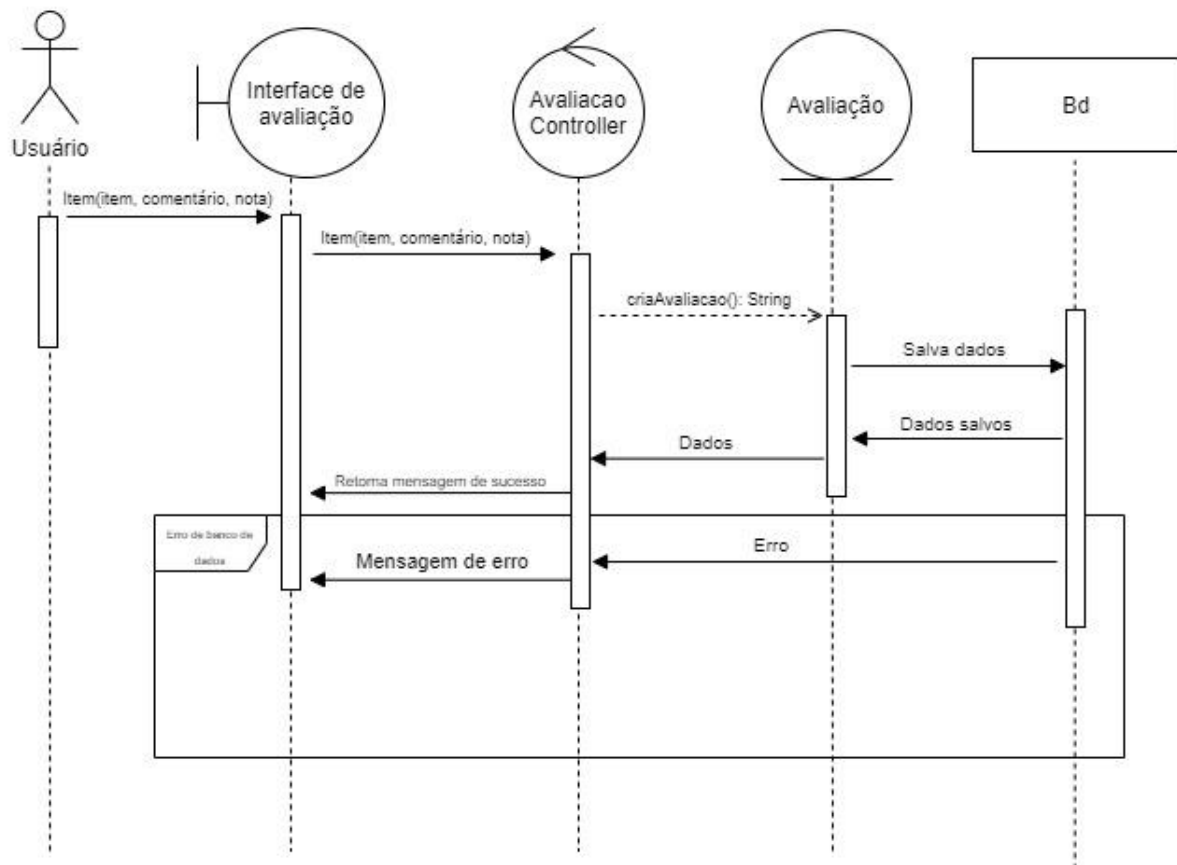 Usuário
Interface de
avaliação
Avaliacao
Controller
Avaliação
Bd
Item(item, comentário, nota)
Item(item, comentário, nota)
criaAvaliacao(): String
Salva dados
Dados salvos
Dados
Retorna mensagem de sucesso
Erro de banco de
dados
Erro
Mensagem de erro